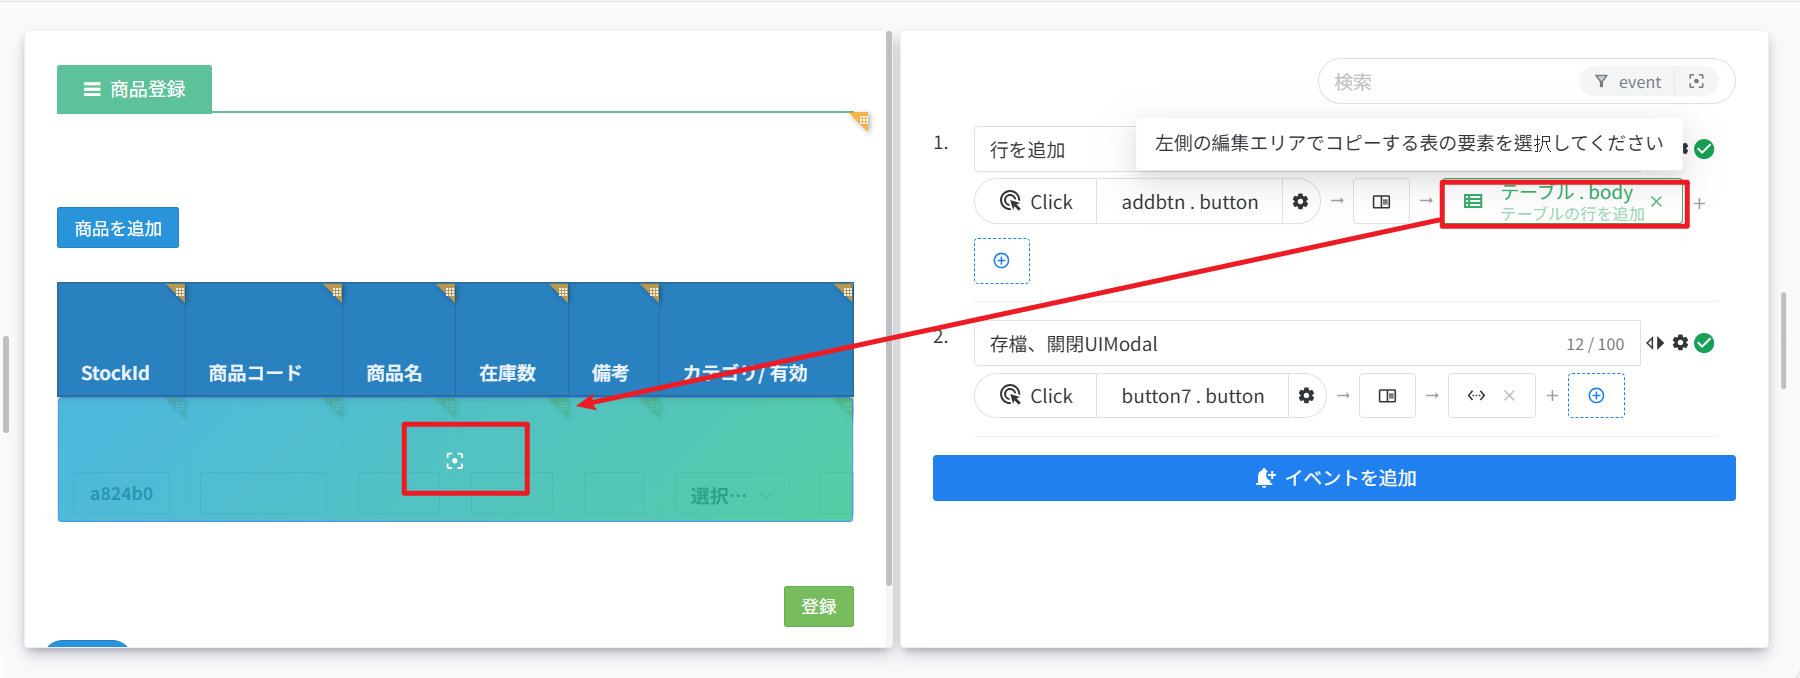 商品登録
商品を追加
StockId 商品コード 商品名 在庫数 備考 カテゴリ/ 有効
a824b0 選択…
登録
検索 event
左側の編集エリアでコピーする表の要素を選択してください
1. 行を追加
Click addbtn . button テーブル . body
テーブルの行を追加
2. 存檔、關閉UIModal 12 / 100
Click button7 . button
イベントを追加